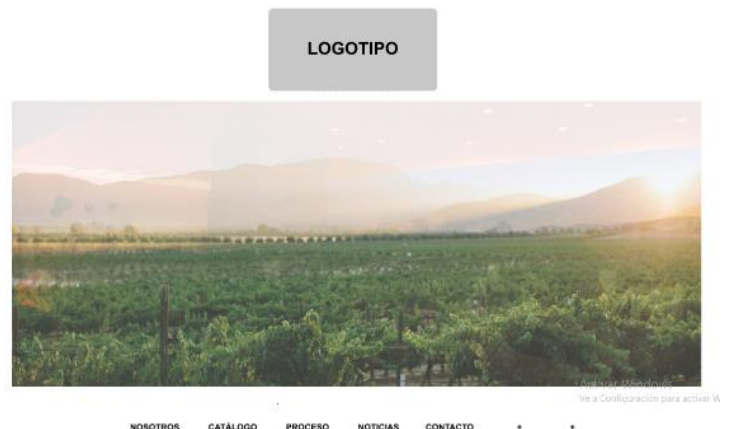 LOGOTIPO
Activar Windows
Ve a Configuración para activar W
NOSOTROS CATÁLOGO PROCESO NOTICIAS CONTACTO